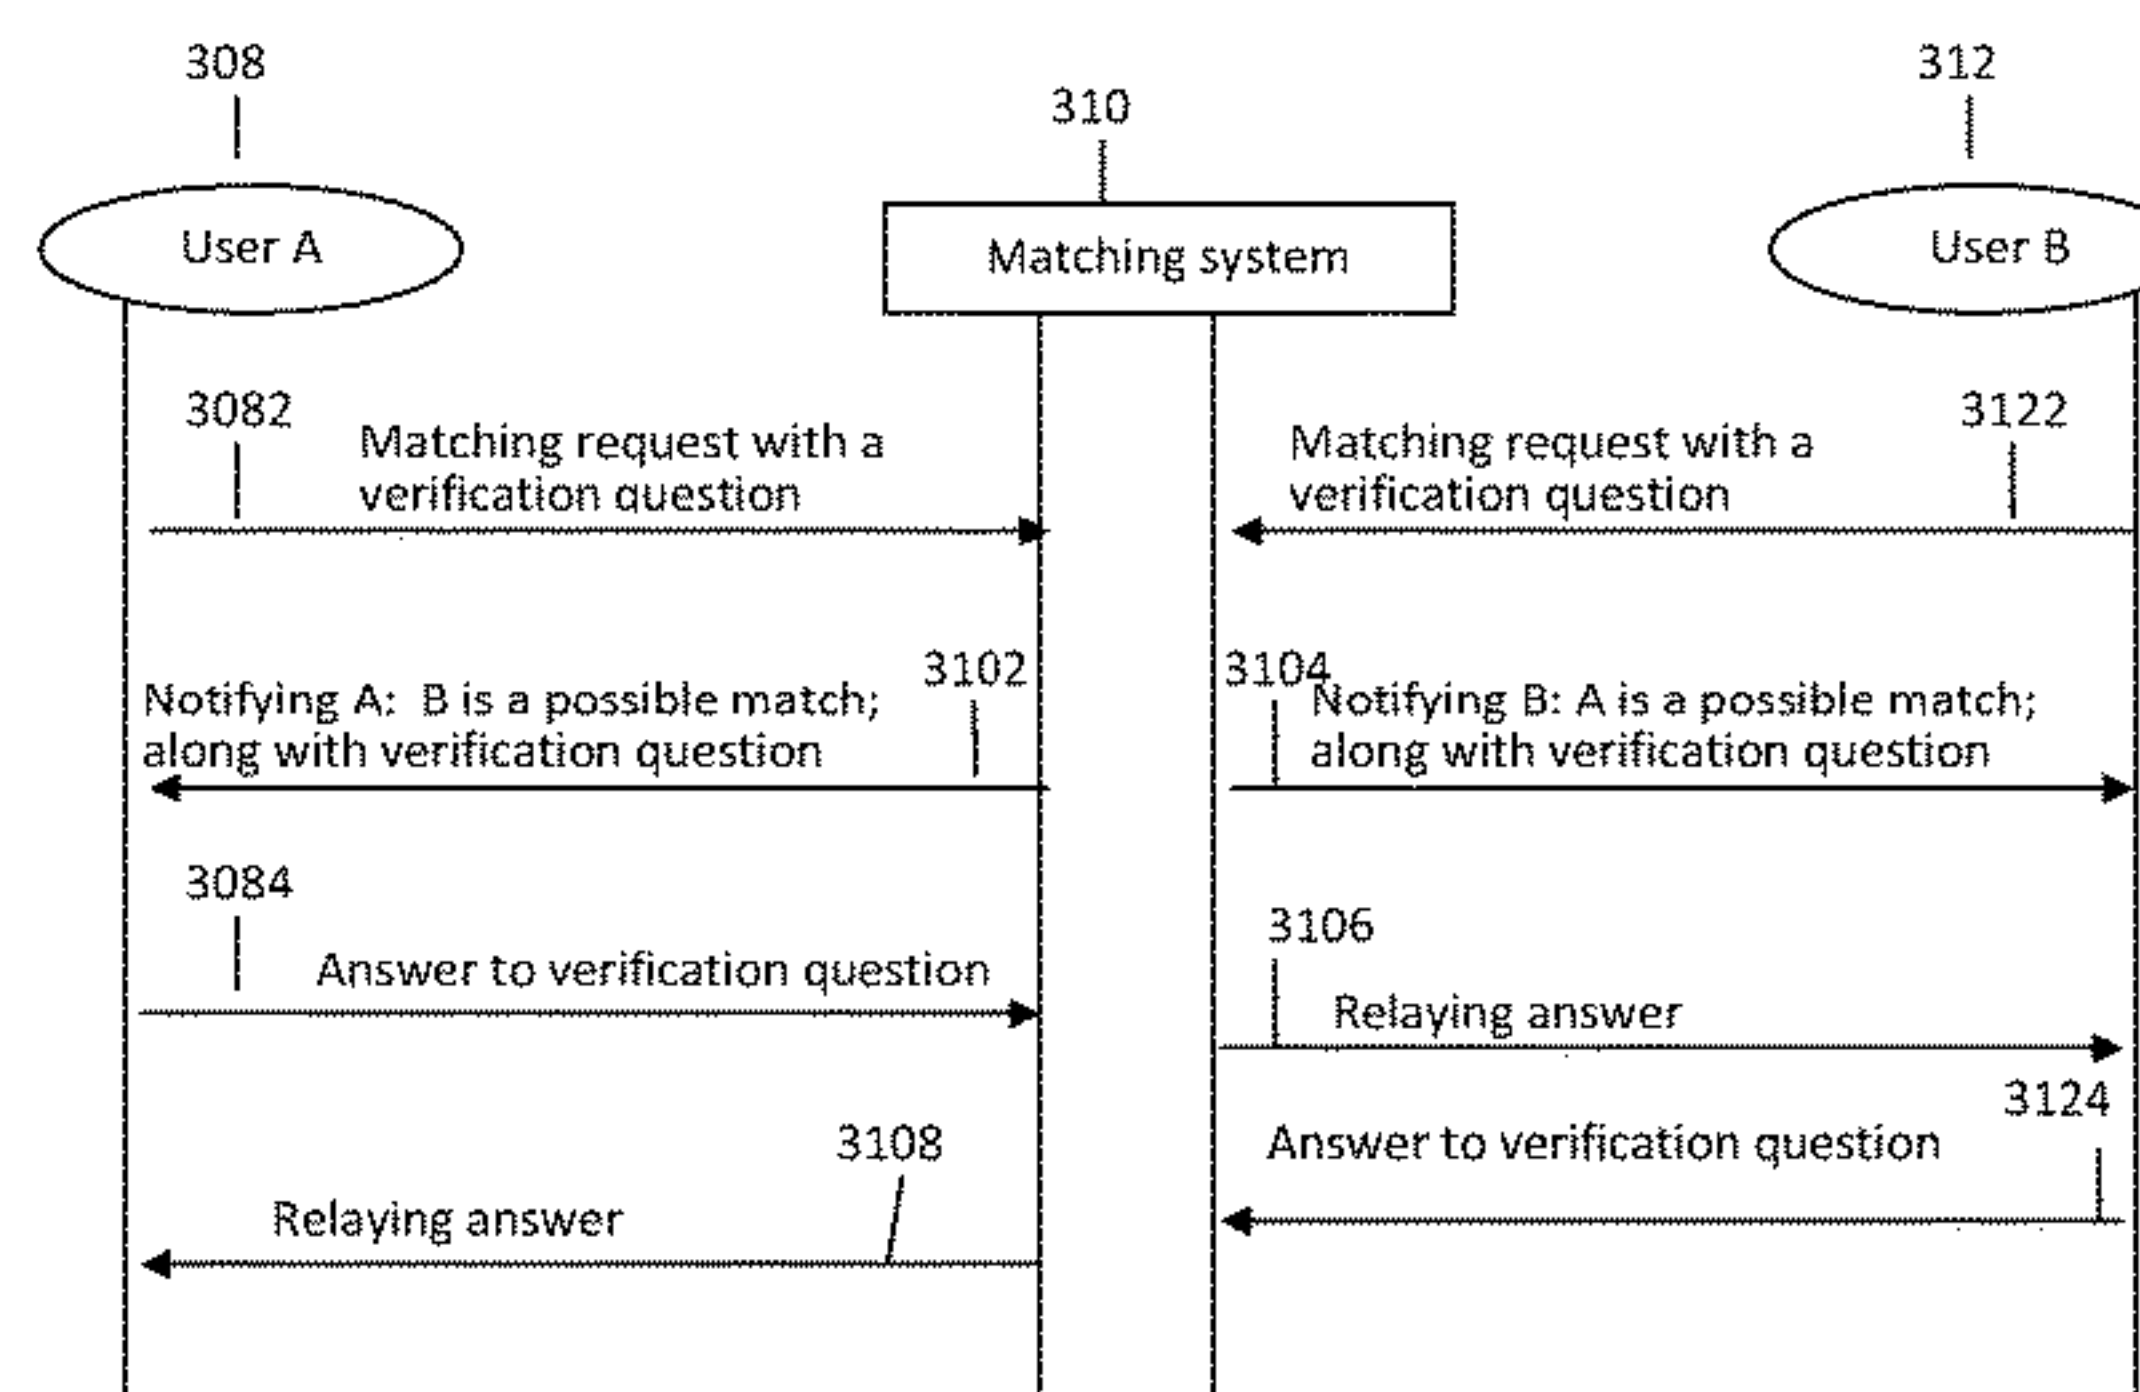 308
312
310
User A
Matching system
User B
3082
3122
Matching request with a
verification question
Matching request with a
verification question
3102
3104
Notifying A: B is a possible match;
along with verification question
Notifying B: A is a possible match;
along with verification question
3084
3106
Answer to verification question
Relaying answer
3124
Answer to verification question
3108
Relaying answer